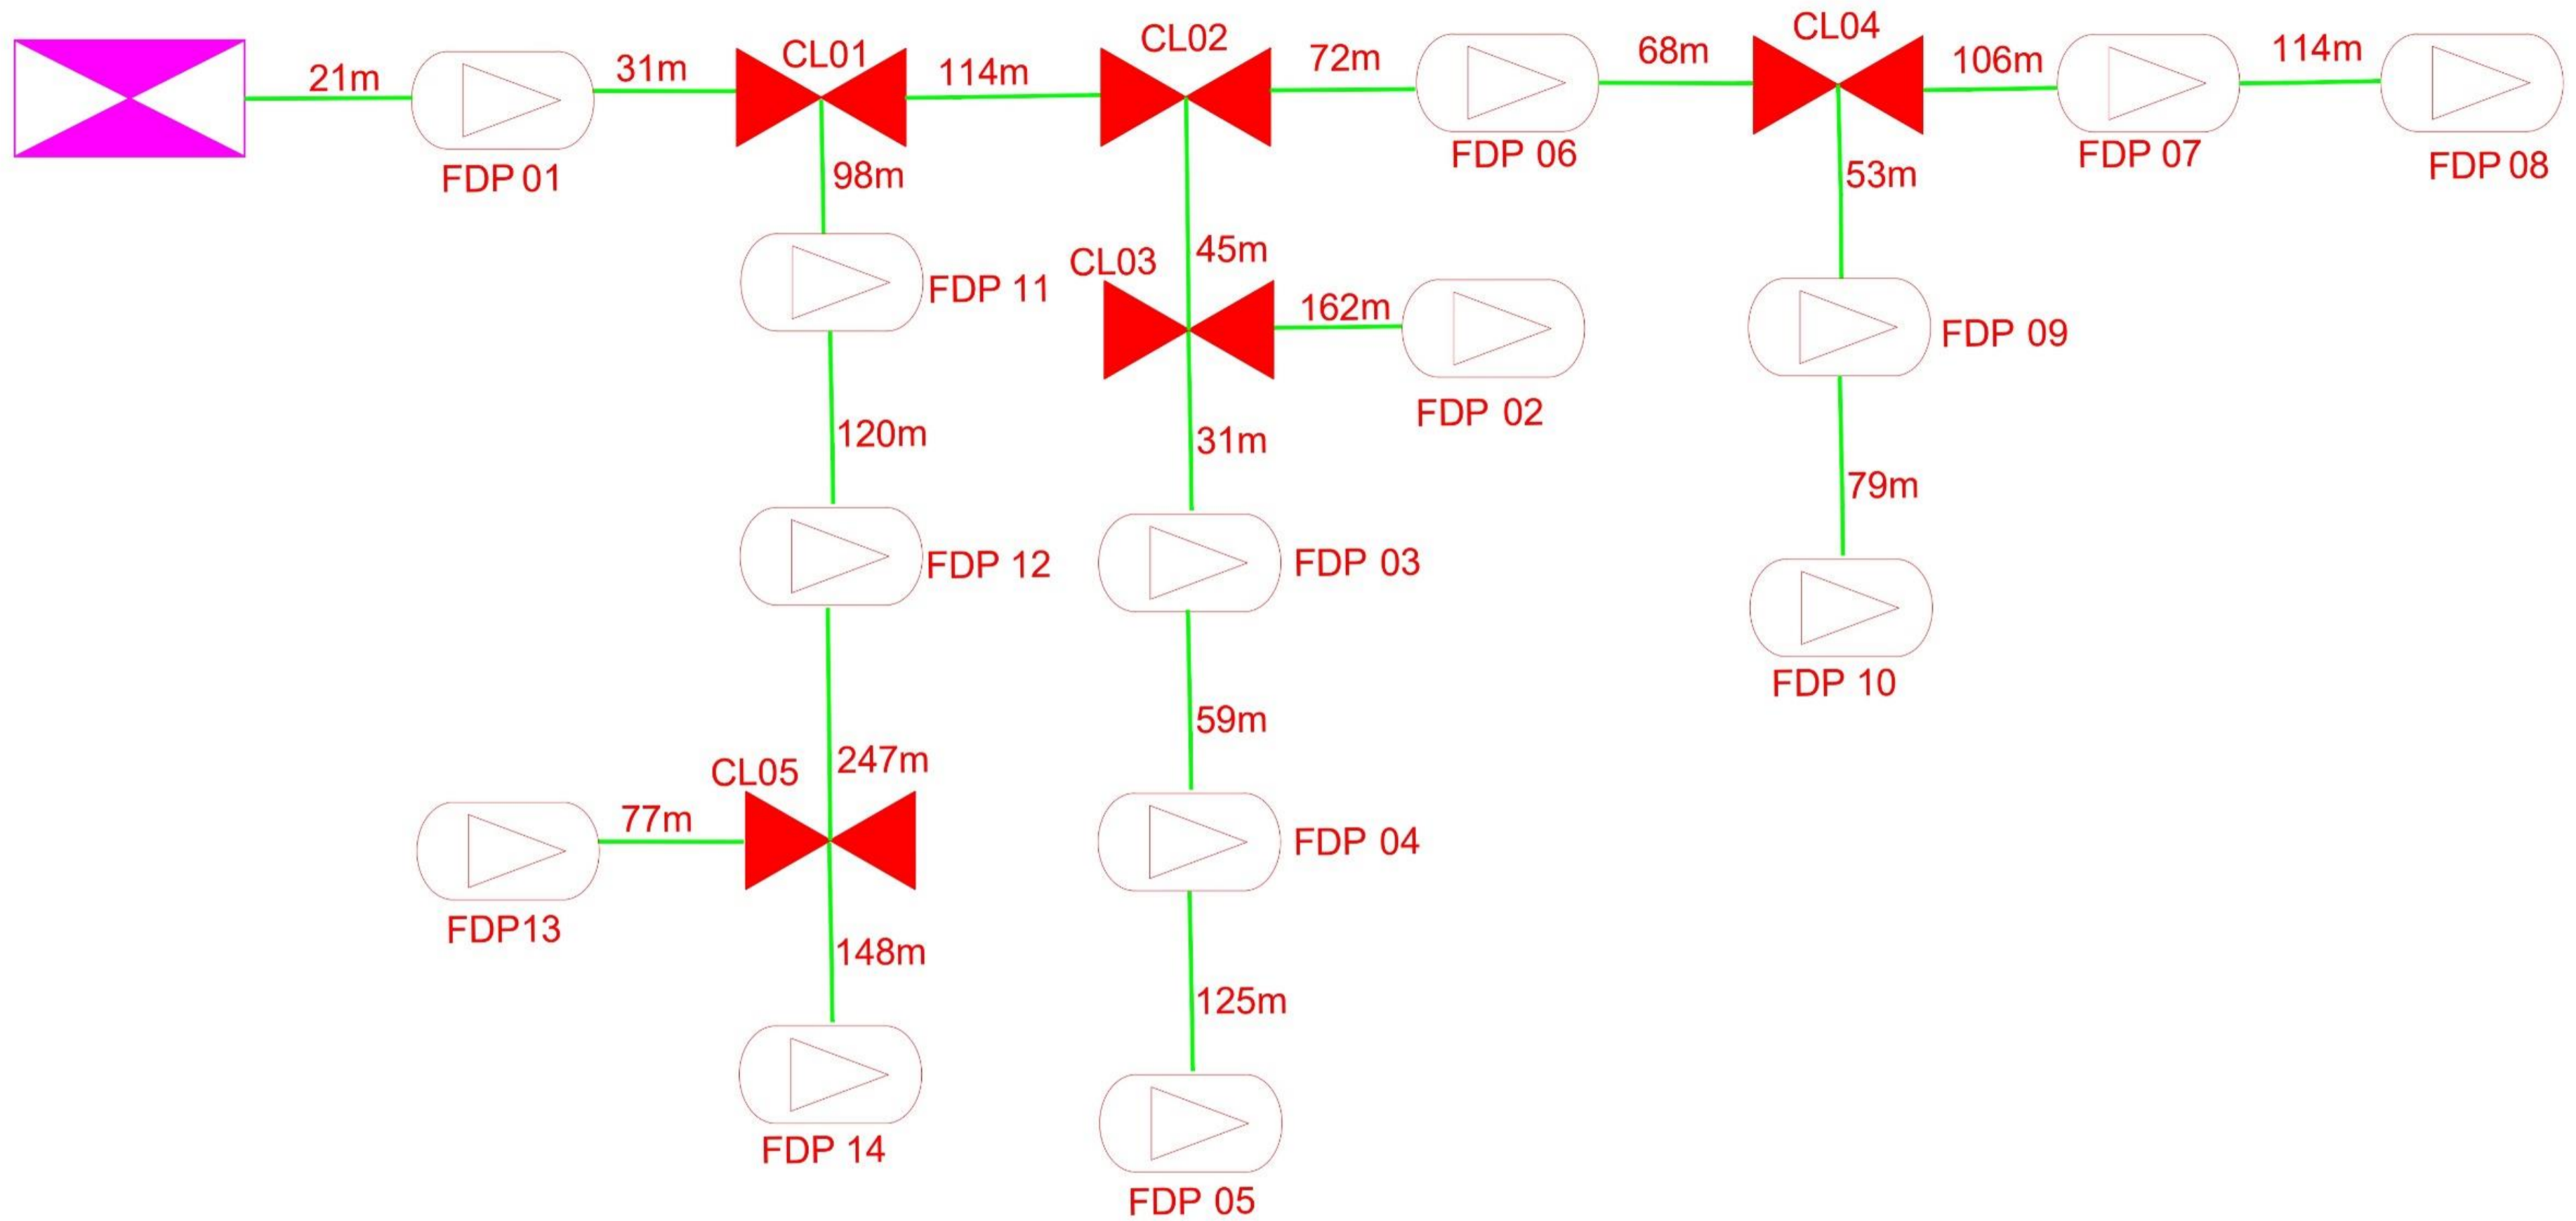 21m
FDP 01
31m
CL01
114m
CL02
72m
FDP 06
68m
CL04
106m
FDP 07
114m
FDP 08
98m
FDP 11
120m
FDP 12
247m
CL05
77m
FDP13
148m
FDP 14
45m
CL03
162m
FDP 02
31m
FDP 03
59m
FDP 04
125m
FDP 05
53m
FDP 09
79m
FDP 10